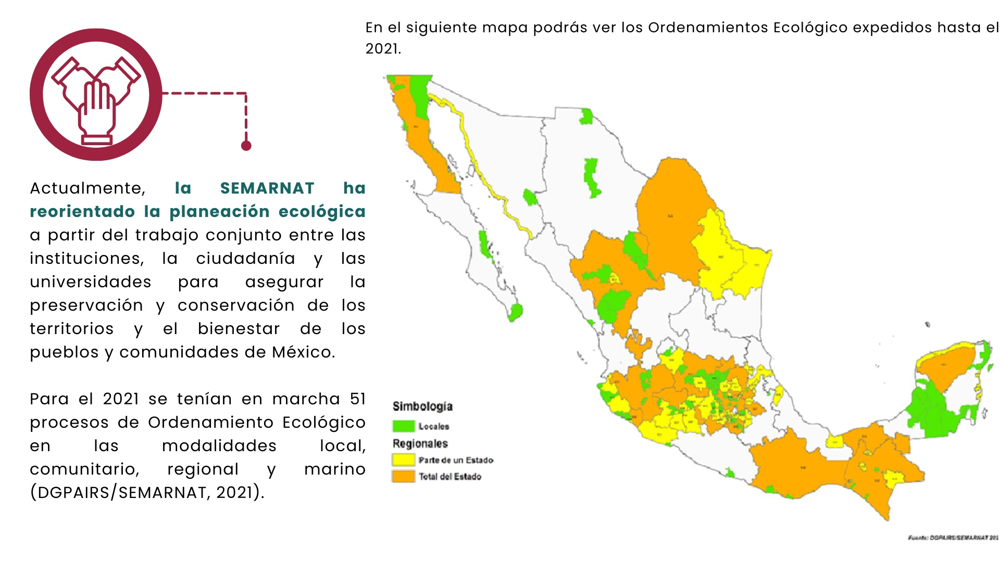 En el siguiente mapa podrás ver los Ordenamientos Ecológico expedidos hasta el
2021.
Actualmente, la SEMARNAT ha
reorientado la planeación ecológica
a partir del trabajo conjunto entre las
instituciones, la ciudadanía y las
universidades para asegurar la
preservación y conservación de los
territorios y el bienestar de los
pueblos y comunidades de México.
Para el 2021 se tenían en marcha 51
procesos de Ordenamiento Ecológico
en las modalidades local,
comunitario, regional y marino
(DGPAIRS/SEMARNAT, 2021).
Simbología
Locales
Regionales
Parte de un Estado
Total del Estado
Fuente: DGPAIRS/SEMARNAT